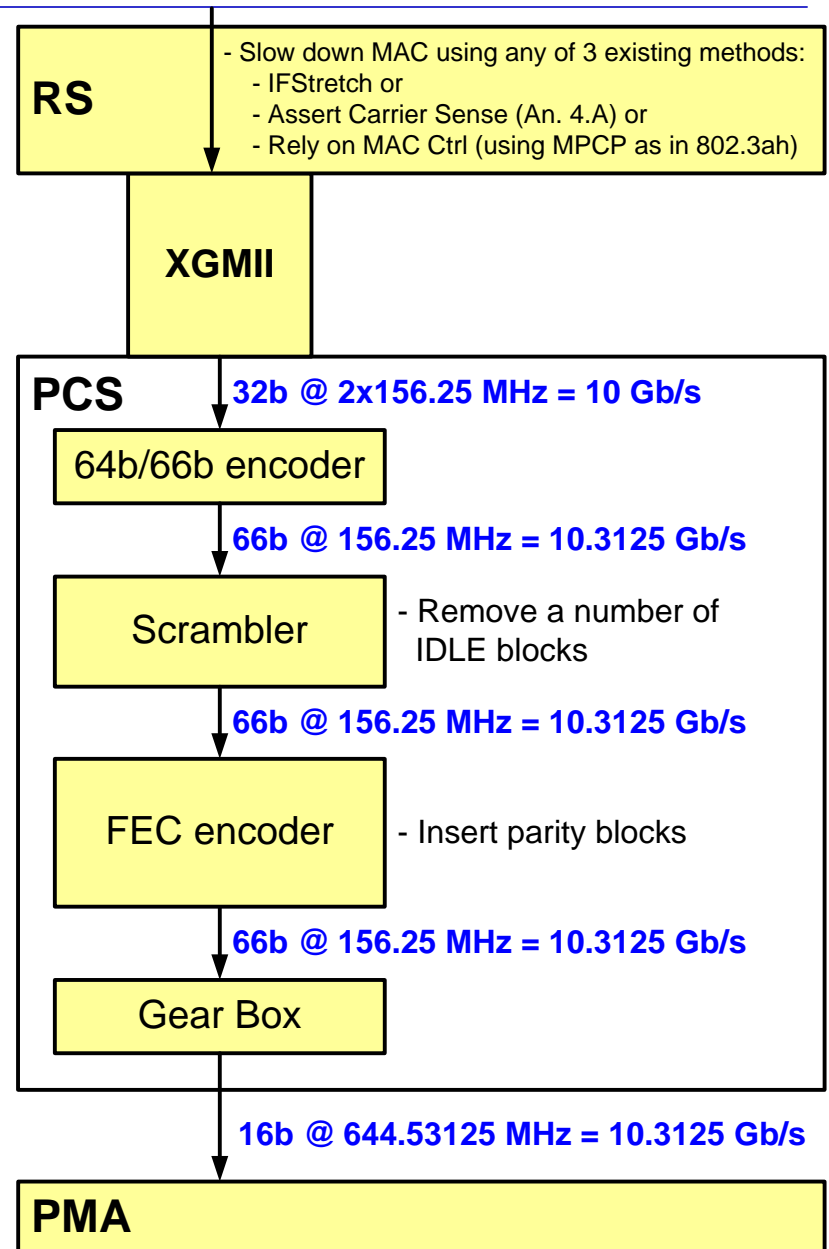 RS
- Slow down MAC using any of 3 existing methods:
- IFStretch or
- Assert Carrier Sense (An. 4.A) or
- Rely on MAC Ctrl (using MPCP as in 802.3ah)
XGMII
PCS
32b @ 2x156.25 MHz = 10 Gb/s
64b/66b encoder
66b @ 156.25 MHz = 10.3125 Gb/s
Scrambler
- Remove a number of
IDLE blocks
66b @ 156.25 MHz = 10.3125 Gb/s
FEC encoder
- Insert parity blocks
66b @ 156.25 MHz = 10.3125 Gb/s
Gear Box
16b @ 644.53125 MHz = 10.3125 Gb/s
PMA